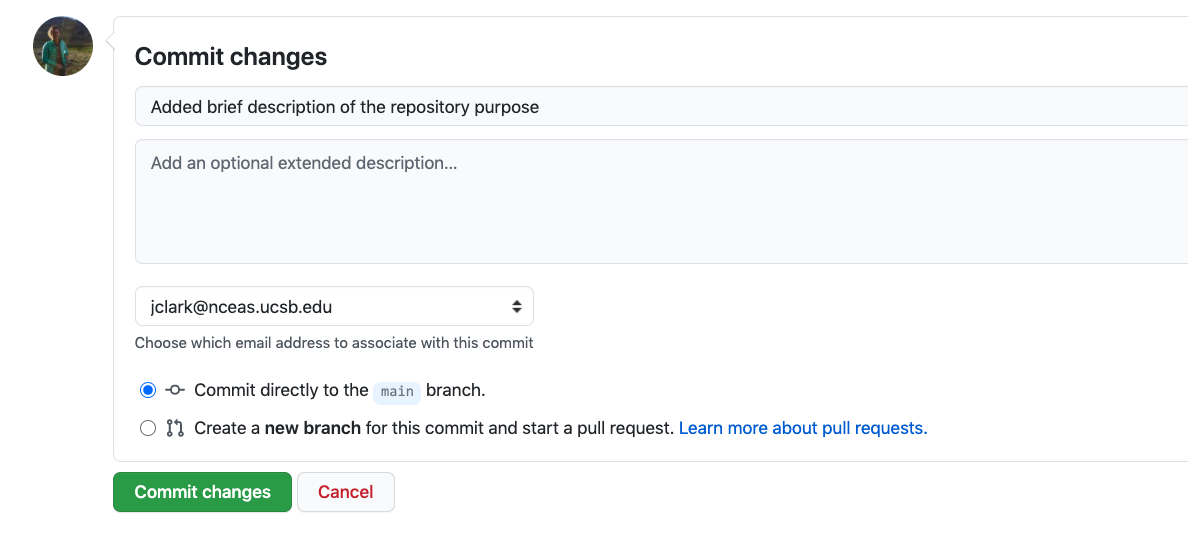 Commit changes
Added brief description of the repository purpose
Add an optional extended description...
jclark@nceas.ucsb.edu
Choose which email address to associate with this commit
Commit directly to the main branch.
Create a new branch for this commit and start a pull request. Learn more about pull requests.
Commit changes Cancel